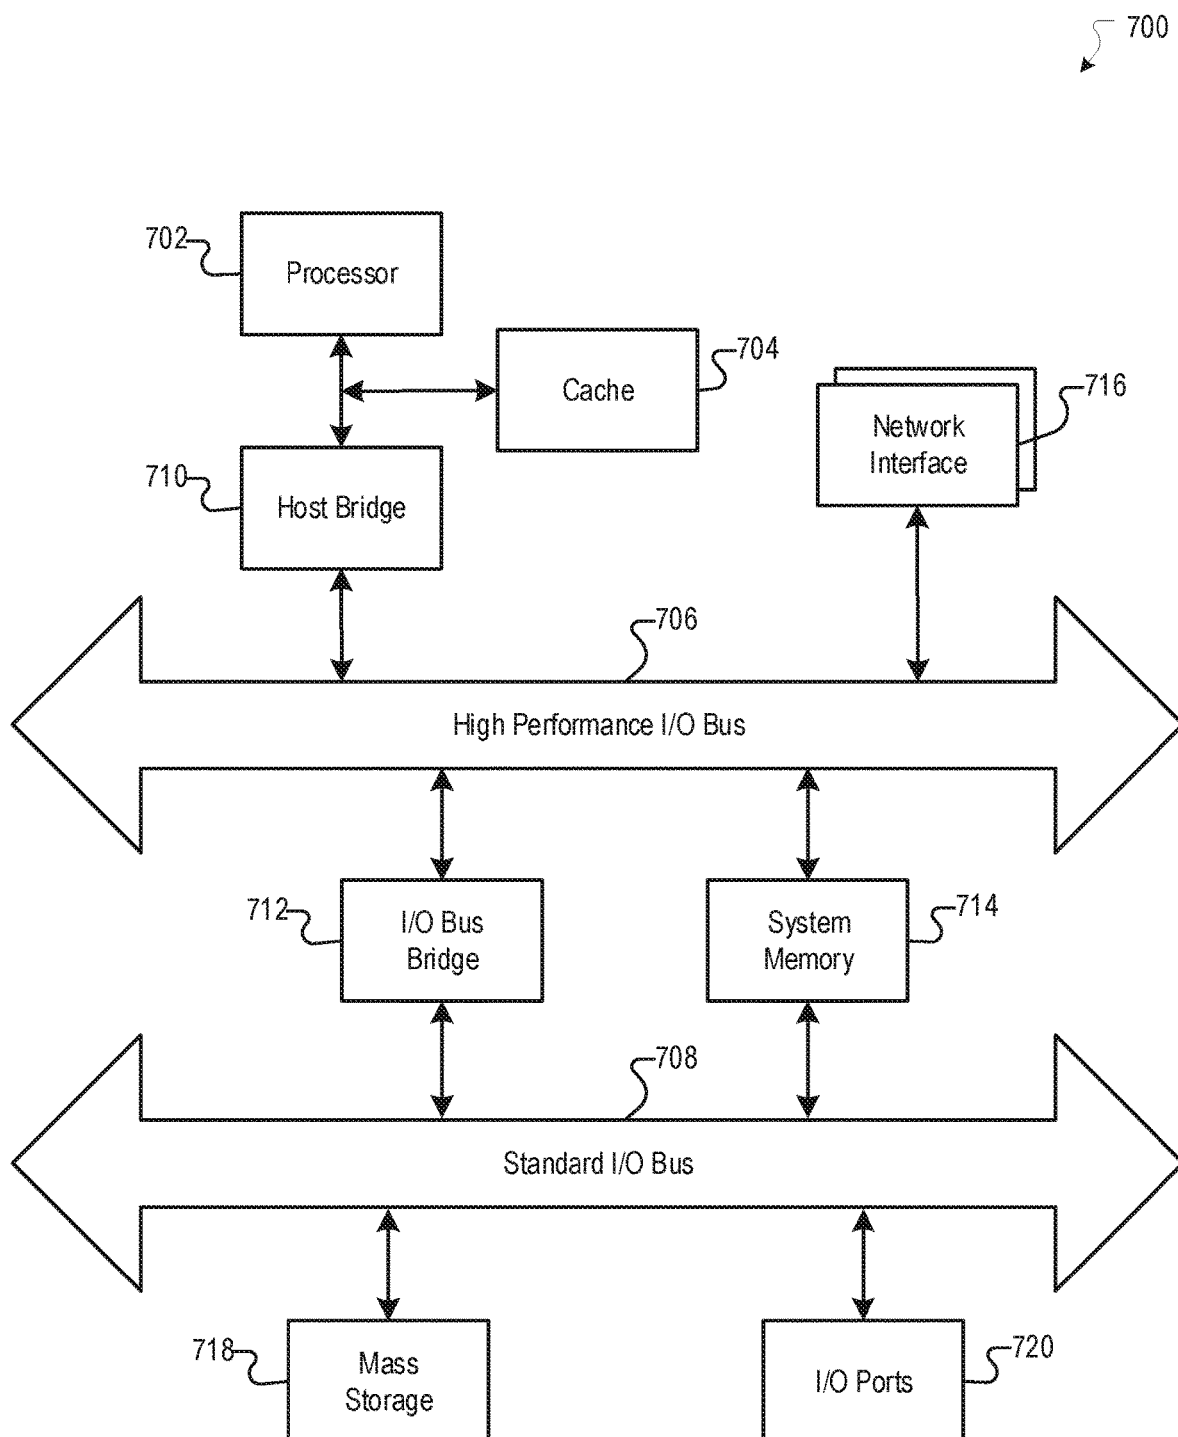 700
702
Processor
704
Cache
716
Network
Interface
710
Host Bridge
706
High Performance I/O Bus
712
I/O Bus
Bridge
714
System
Memory
708
Standard I/O Bus
718
Mass
Storage
720
I/O Ports